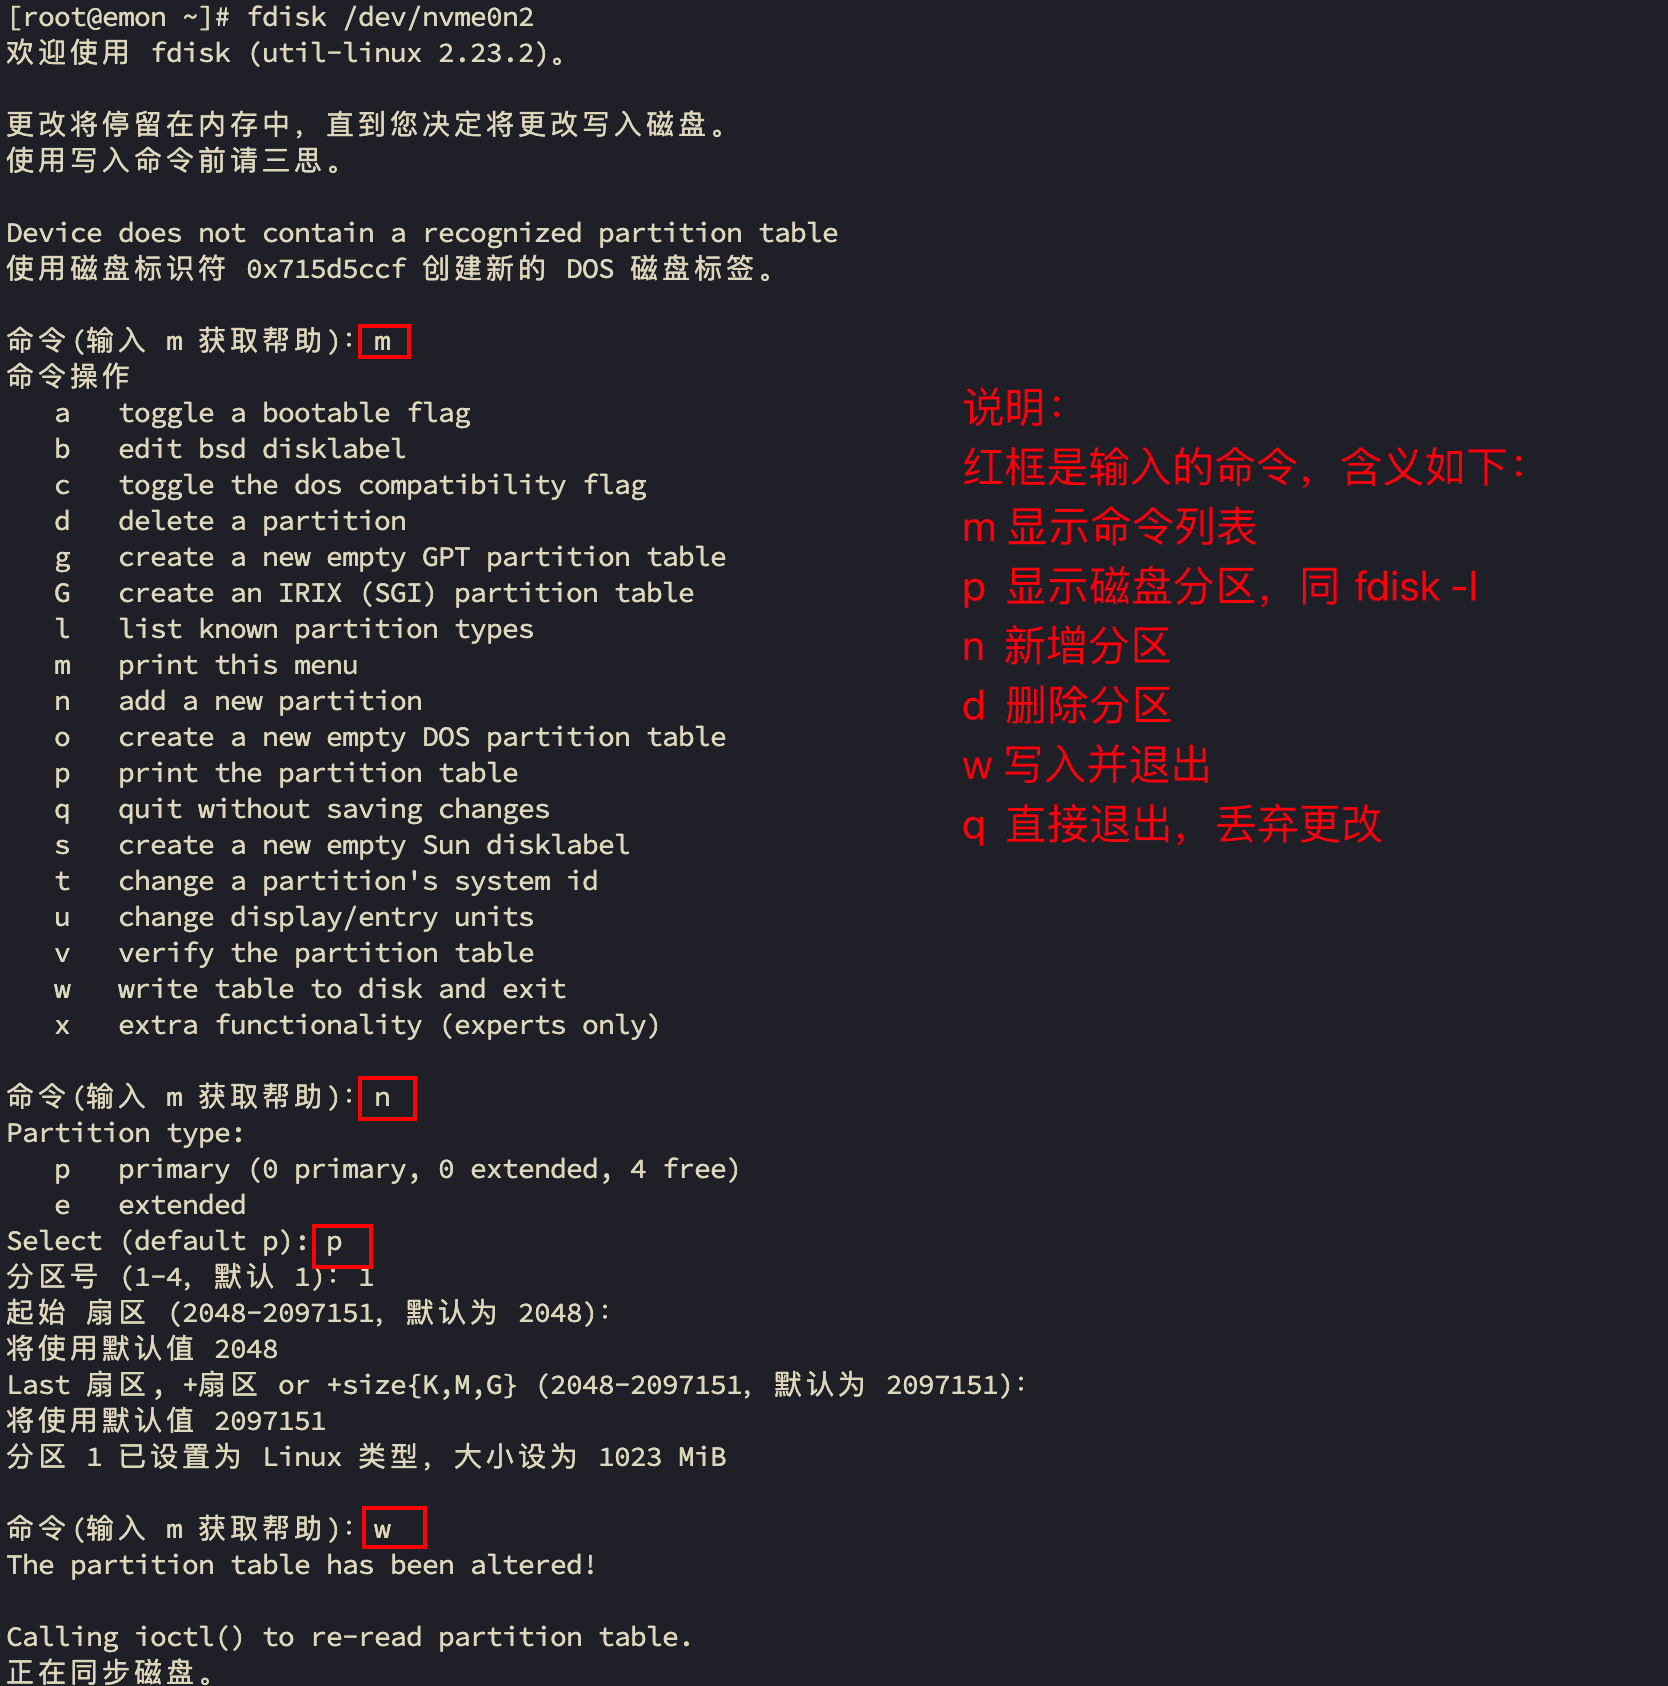 [root@emon ~]# fdisk /dev/nvme0n2
欢迎使用 fdisk (util-linux 2.23.2)。
更改将停留在内存中，直到您决定将更改写入磁盘。
使用写入命令前请三思。
Device does not contain a recognized partition table
使用磁盘标识符 0x715d5ccf 创建新的 DOS 磁盘标签。
命令(输入 m 获取帮助)：m
命令操作
a   toggle a bootable flag
b   edit bsd disklabel
c   toggle the dos compatibility flag
d   delete a partition
g   create a new empty GPT partition table
G   create an IRIX (SGI) partition table
l   list known partition types
m   print this menu
n   add a new partition
o   create a new empty DOS partition table
p   print the partition table
q   quit without saving changes
s   create a new empty Sun disklabel
t   change a partition's system id
u   change display/entry units
v   verify the partition table
w   write table to disk and exit
x   extra functionality (experts only)
说明：
红框是输入的命令，含义如下：
m 显示命令列表
p 显示磁盘分区，同 fdisk -l
n 新增分区
d 删除分区
w 写入并退出
q 直接退出，丢弃更改
命令(输入 m 获取帮助)：n
Partition type:
p   primary (0 primary, 0 extended, 4 free)
e   extended
Select (default p): p
分区号 (1-4，默认 1)：1
起始 扇区 (2048-2097151，默认为 2048)：
将使用默认值 2048
Last 扇区, +扇区 or +size{K,M,G} (2048-2097151，默认为 2097151)：
将使用默认值 2097151
分区 1 已设置为 Linux 类型，大小设为 1023 MiB
命令(输入 m 获取帮助)：w
The partition table has been altered!
Calling ioctl() to re-read partition table.
正在同步磁盘。